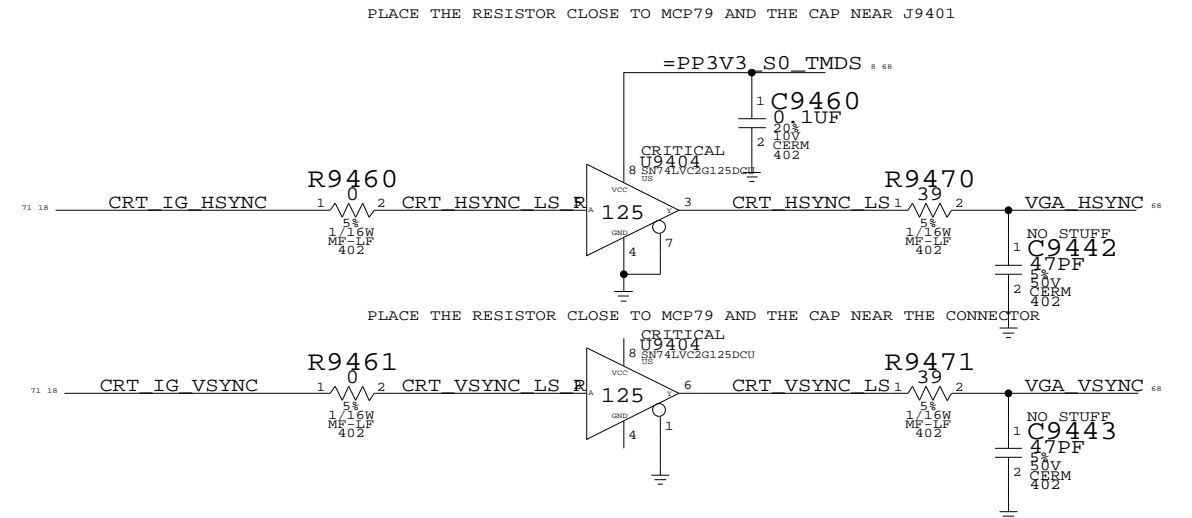 PLACE THE RESISTOR CLOSE TO MCP79 AND THE CAP NEAR J9401
=PP3V3_S0_TMDS 8 68
1 C9460
0.1UF
20%
10V
2 CERM
402
CRITICAL
U9404
8 SN74LVC2G125DCU
US
VCC
R9460
0
71 18 CRT_IG_HSYNC 1 2 CRT_HSYNC_LS_R A 125 Y 3 CRT_HSYNC_LS
5%
1/16W
MF-LF
402
GND
4
7
R9470
39
1 2 VGA_HSYNC 68
5%
1/16W
MF-LF
402
NO STUFF
1 C9442
47PF
5%
50V
2 CERM
402
PLACE THE RESISTOR CLOSE TO MCP79 AND THE CAP NEAR THE CONNECTOR
CRITICAL
U9404
8 SN74LVC2G125DCU
US
VCC
R9461
0
71 18 CRT_IG_VSYNC 1 2 CRT_VSYNC_LS_R A 125 Y 6 CRT_VSYNC_LS
5%
1/16W
MF-LF
402
GND
4
1
R9471
39
1 2 VGA_VSYNC 68
5%
1/16W
MF-LF
402
NO STUFF
1 C9443
47PF
5%
50V
2 CERM
402